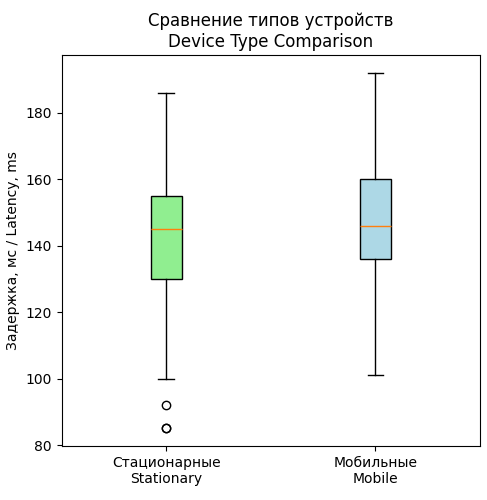 Сравнение типов устройств
Device Type Comparison
Задержка, мс / Latency, ms
180
160
140
120
100
80
Стационарные
Stationary
Мобильные
Mobile